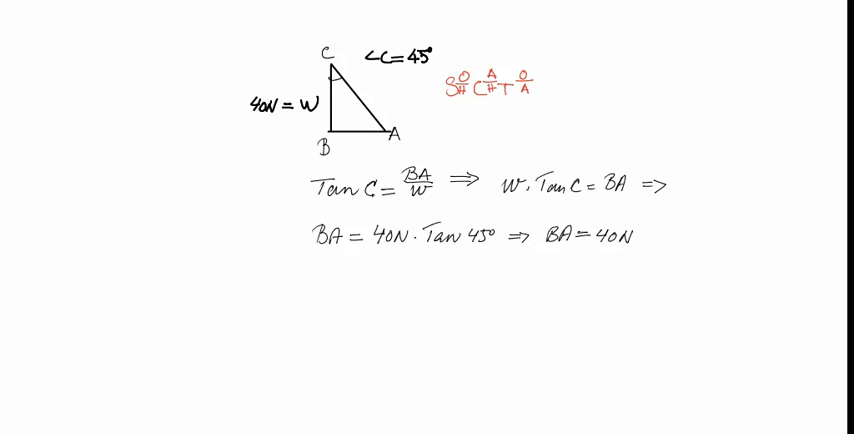 C
∠C = 45°
S O/H C A/H T O/A
40N = W
A
B
Tan C = BA/W ⟹ W. Tan C = BA ⟹
BA = 40N · Tan 45° ⟹ BA = 40N